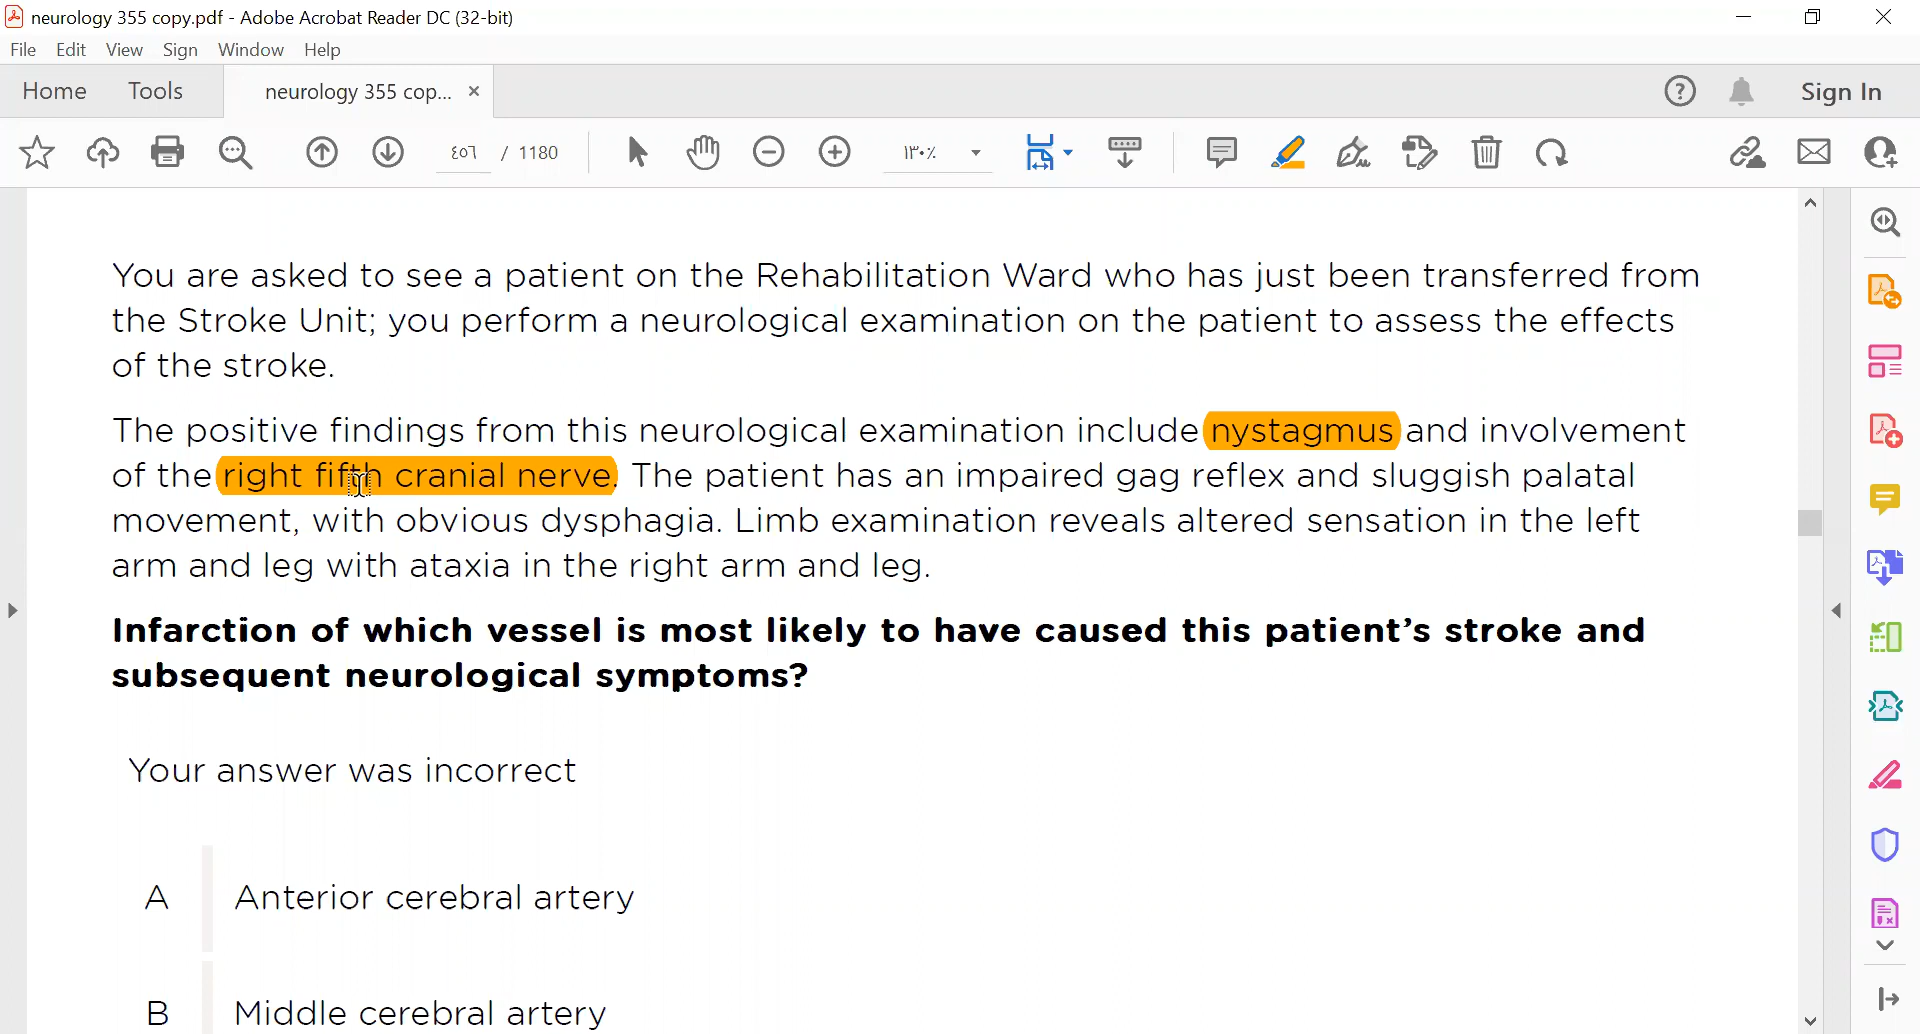 neurology 355 copy.pdf - Adobe Acrobat Reader DC (32-bit)
File Edit View Sign Window Help
Home Tools neurology 355 cop... × Sign In
٤٥٦ / 1180 ١٣٠٪
You are asked to see a patient on the Rehabilitation Ward who has just been transferred from
the Stroke Unit; you perform a neurological examination on the patient to assess the effects
of the stroke.
The positive findings from this neurological examination include nystagmus and involvement
of the right fifth cranial nerve. The patient has an impaired gag reflex and sluggish palatal
movement, with obvious dysphagia. Limb examination reveals altered sensation in the left
arm and leg with ataxia in the right arm and leg.
Infarction of which vessel is most likely to have caused this patient's stroke and
subsequent neurological symptoms?
Your answer was incorrect
A Anterior cerebral artery
B Middle cerebral artery